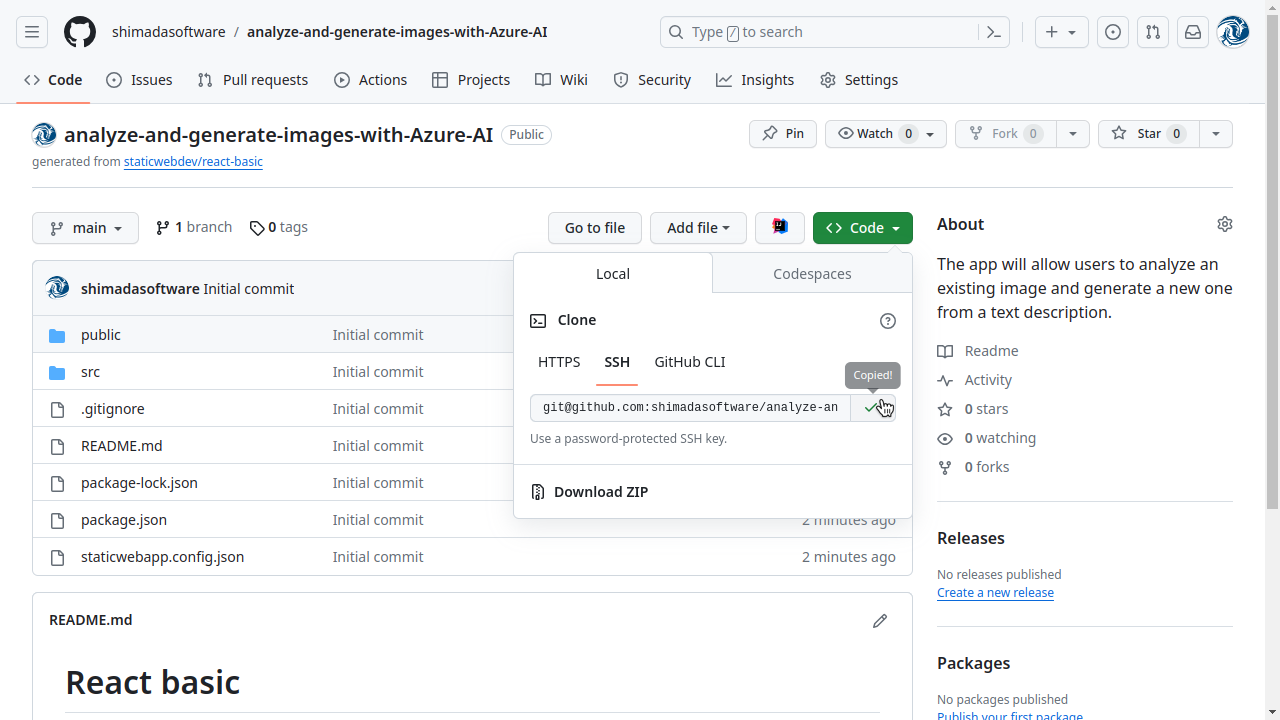 shimadasoftware / analyze-and-generate-images-with-Azure-AI Type / to search
Code Issues Pull requests Actions Projects Wiki Security Insights Settings
analyze-and-generate-images-with-Azure-AI Public Pin Watch 0 Fork 0 Star 0
generated from staticwebdev/react-basic
main 1 branch 0 tags Go to file Add file Code
shimadasoftware Initial commit
public Initial commit
src Initial commit
.gitignore Initial commit
README.md Initial commit
package-lock.json Initial commit
package.json Initial commit 2 minutes ago
staticwebapp.config.json Initial commit 2 minutes ago
Local Codespaces
Clone
HTTPS SSH GitHub CLI
Copied!
git@github.com:shimadasoftware/analyze-an
Use a password-protected SSH key.
Download ZIP
README.md
React basic
About
The app will allow users to analyze an
existing image and generate a new one
from a text description.
Readme
Activity
0 stars
0 watching
0 forks
Releases
No releases published
Create a new release
Packages
No packages published
Publish your first package